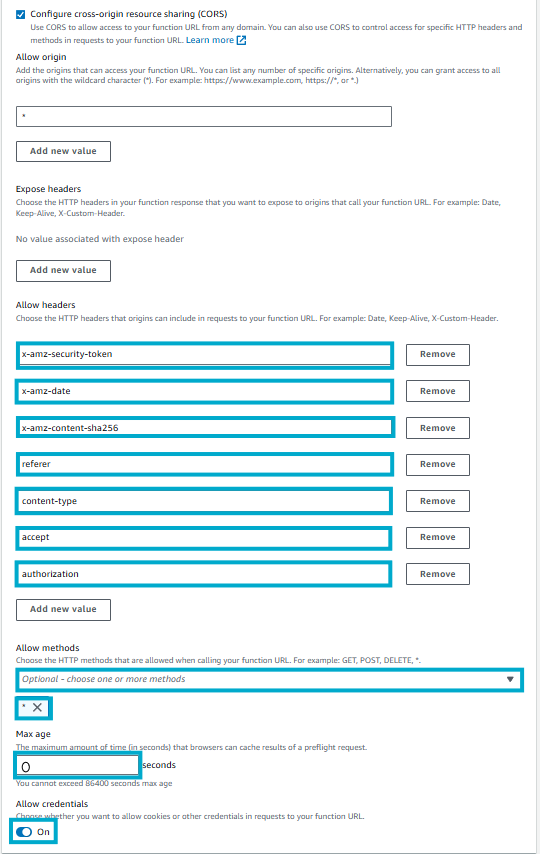 Configure cross-origin resource sharing (CORS)
Use CORS to allow access to your function URL from any domain. You can also use CORS to control access for specific HTTP headers and
methods in requests to your function URL. Learn more
Allow origin
Add the origins that can access your function URL. You can list any number of specific origins. Alternatively, you can grant access to all
origins with the wildcard character (*). For example: https://www.example.com, https://*, or *.)
*
Add new value
Expose headers
Choose the HTTP headers in your function response that you want to expose to origins that call your function URL. For example: Date,
Keep-Alive, X-Custom-Header.
No value associated with expose header
Add new value
Allow headers
Choose the HTTP headers that origins can include in requests to your function URL. For example: Date, Keep-Alive, X-Custom-Header.
x-amz-security-token Remove
x-amz-date Remove
x-amz-content-sha256 Remove
referer Remove
content-type Remove
accept Remove
authorization Remove
Add new value
Allow methods
Choose the HTTP methods that are allowed when calling your function URL. For example: GET, POST, DELETE, *.
Optional - choose one or more methods
*
Max age
The maximum amount of time (in seconds) that browsers can cache results of a preflight request.
0 seconds
You cannot exceed 86400 seconds max age
Allow credentials
Choose whether you want to allow cookies or other credentials in requests to your function URL.
On